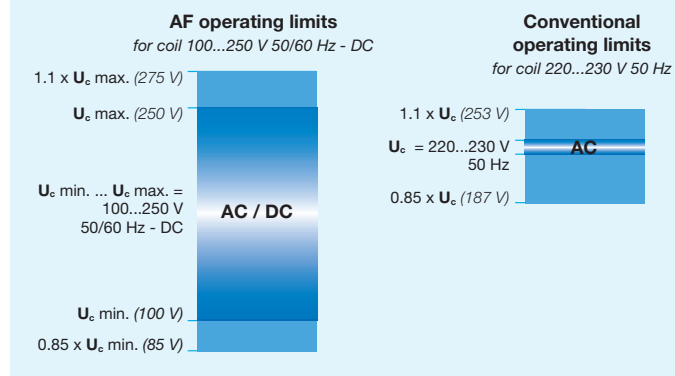 AF operating limits
for coil 100...250 V 50/60 Hz - DC
1.1 x Uc max. (275 V)
Uc max. (250 V)
Uc min. ... Uc max. =
100...250 V
50/60 Hz - DC
AC / DC
Uc min. (100 V)
0.85 x Uc min. (85 V)
Conventional
operating limits
for coil 220...230 V 50 Hz
1.1 x Uc (253 V)
Uc = 220...230 V
50 Hz
AC
0.85 x Uc (187 V)